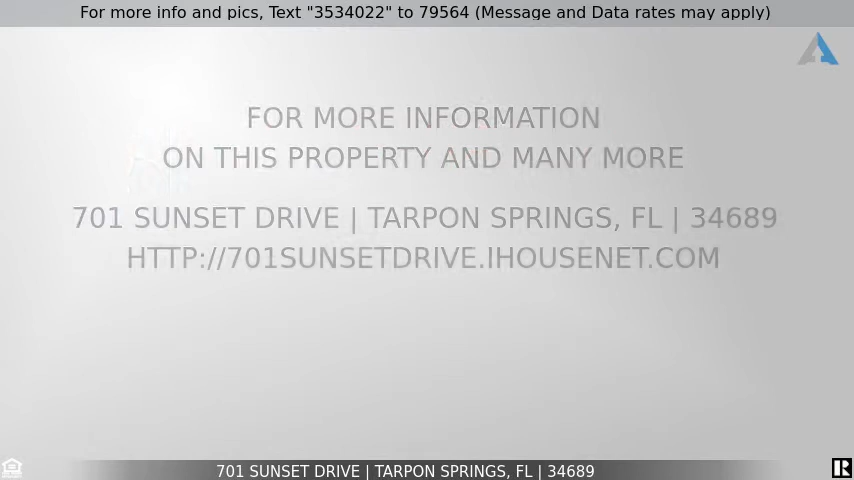 For more info and pics, Text "3534022" to 79564 (Message and Data rates may apply)
FOR MORE INFORMATION
ON THIS PROPERTY AND MANY MORE
701 SUNSET DRIVE | TARPON SPRINGS, FL | 34689
HTTP://701SUNSETDRIVE.IHOUSENET.COM
701 SUNSET DRIVE | TARPON SPRINGS, FL | 34689